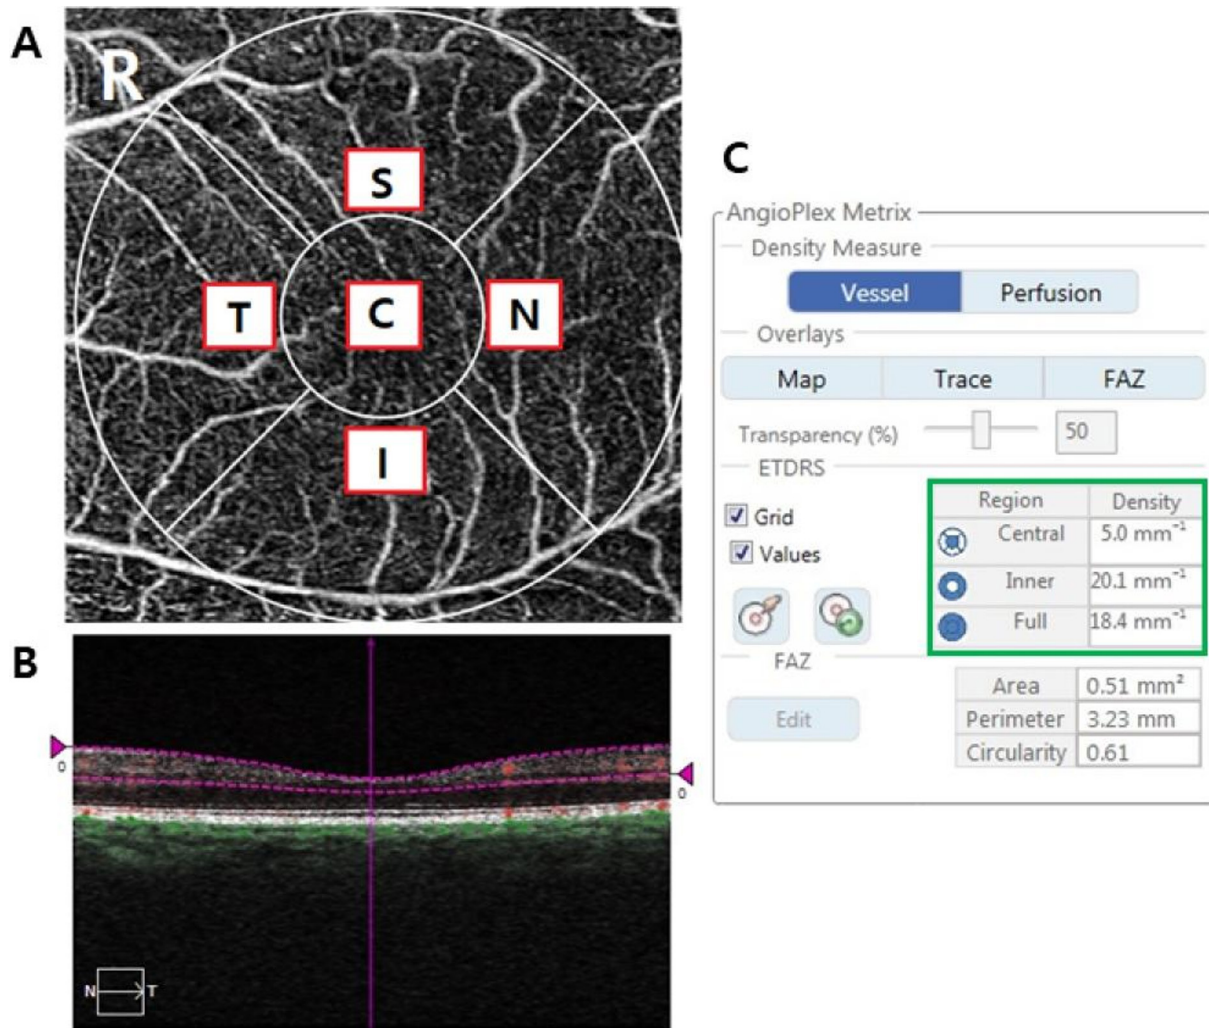 A
R
S
T
C
N
I
B
0
0
N T
C
AngioPlex Metrix
Density Measure
Vessel Perfusion
Overlays
Map Trace FAZ
Transparency (%) 50
ETDRS
Grid
Values
Region Density
Central 5.0 mm⁻¹
Inner 20.1 mm⁻¹
Full 18.4 mm⁻¹
FAZ
Edit
Area 0.51 mm²
Perimeter 3.23 mm
Circularity 0.61